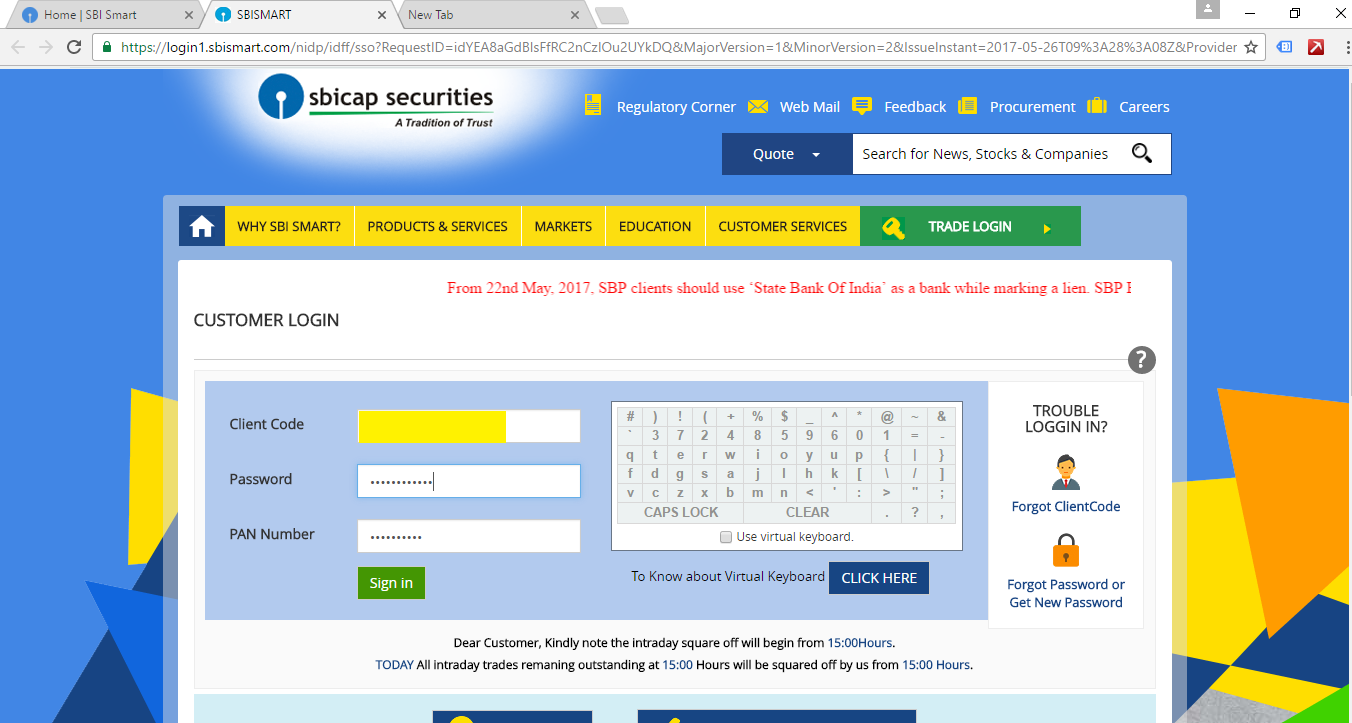 Home | SBI Smart
SBISMART
New Tab
https://login1.sbismart.com/nidp/idff/sso?RequestID=idYEA8aGdBIsFfRC2nCzIOu2UYkDQ&MajorVersion=1&MinorVersion=2&IssueInstant=2017-05-26T09%3A28%3A08Z&Provider
sbicap securities
A Tradition of Trust
Regulatory Corner Web Mail Feedback Procurement Careers
Quote Search for News, Stocks & Companies
WHY SBI SMART? PRODUCTS & SERVICES MARKETS EDUCATION CUSTOMER SERVICES TRADE LOGIN
From 22nd May, 2017, SBP clients should use ‘State Bank Of India’ as a bank while marking a lien. SBP
CUSTOMER LOGIN
?
Client Code
Password
PAN Number
Sign in
# ) ! ( + % $ _ ^ * @ ~ &
` 3 7 2 4 8 5 9 6 0 1 = -
q t e r w i o y u p { | }
f d g s a j l h k [ \ / ]
v c z x b m n < ' : > " ;
CAPS LOCK CLEAR . ? ,
Use virtual keyboard.
To Know about Virtual Keyboard CLICK HERE
TROUBLE
LOGGIN IN?
Forgot ClientCode
Forgot Password or
Get New Password
Dear Customer, Kindly note the intraday square off will begin from 15:00Hours.
TODAY All intraday trades remaning outstanding at 15:00 Hours will be squared off by us from 15:00 Hours.